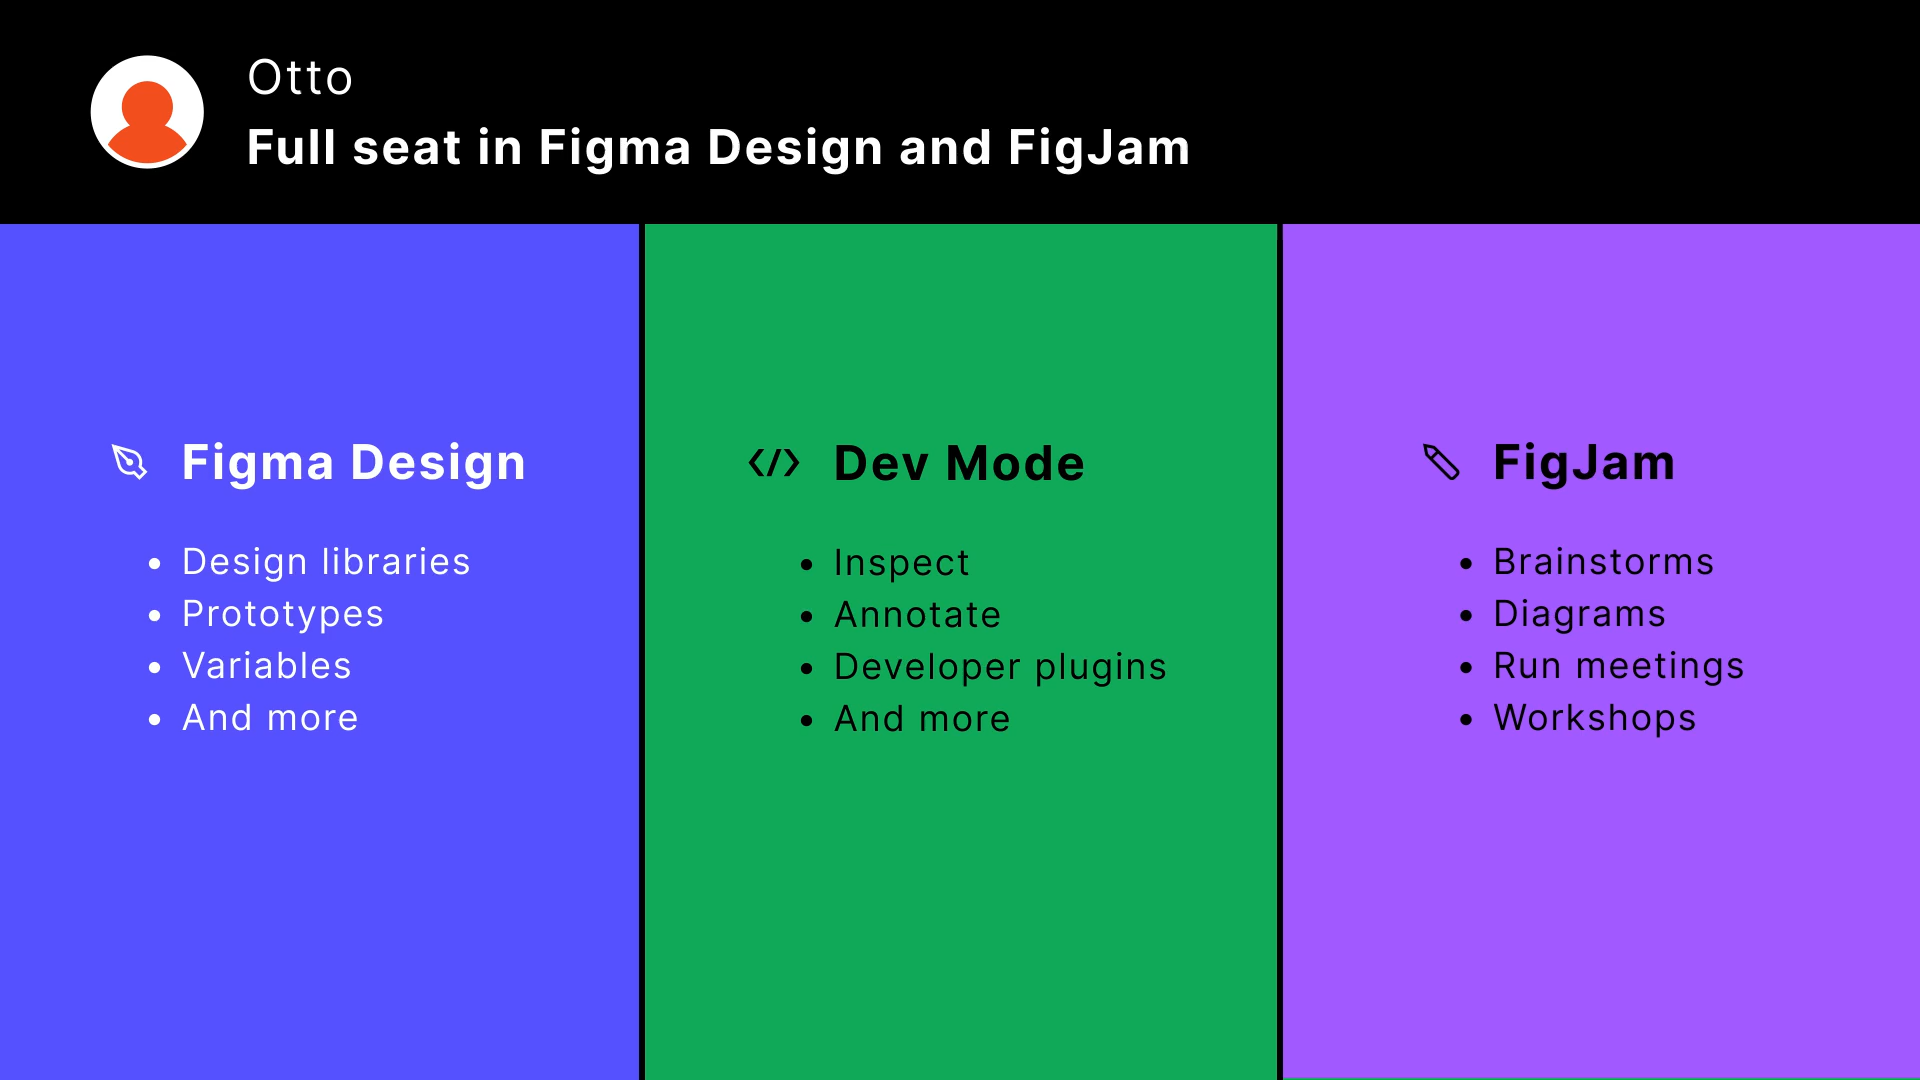 Otto
Full seat in Figma Design and FigJam
Figma Design
• Design libraries
• Prototypes
• Variables
• And more
Dev Mode
• Inspect
• Annotate
• Developer plugins
• And more
FigJam
• Brainstorms
• Diagrams
• Run meetings
• Workshops